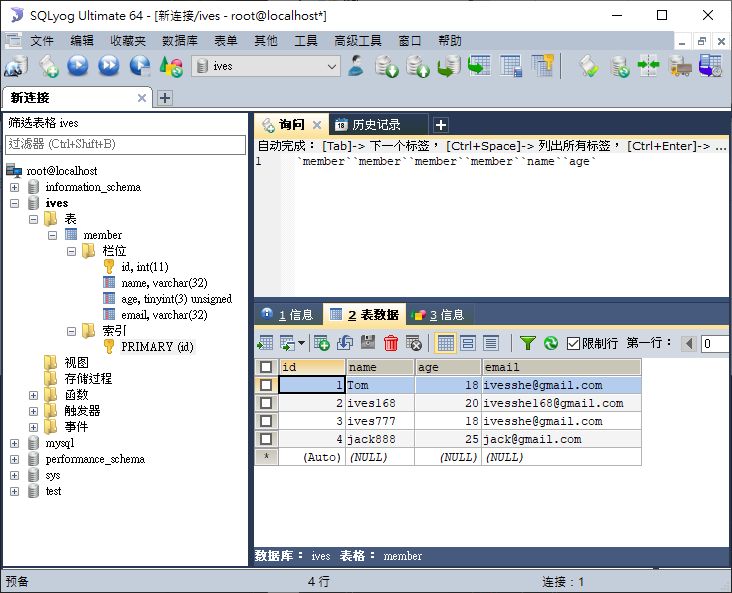 SQLyog Ultimate 64 - [新连接/ives - root@localhost*]
文件 编辑 收藏夹 数据库 表单 其他 工具 高级工具 窗口 帮助
ives
新连接
筛选表格 ives
过滤器 (Ctrl+Shift+B)
root@localhost
information_schema
ives
表
member
栏位
id, int(11)
name, varchar(32)
age, tinyint(3) unsigned
email, varchar(32)
索引
PRIMARY (id)
视图
存储过程
函数
触发器
事件
mysql
performance_schema
sys
test
询问 18 历史记录
自动完成： [Tab]-> 下一个标签， [Ctrl+Space]-> 列出所有标签， [Ctrl+Enter]-> ...
1 `member``member``member``member``name``age`
1 信息 2 表数据 3 信息
限制行 第一行： 0
id name age email
1 Tom 18 ivesshe@gmail.com
2 ives168 20 ivesshe168@gmail.com
3 ives777 18 ivesshe@gmail.com
4 jack888 25 jack@gmail.com
* (Auto) (NULL) (NULL) (NULL)
数据库： ives 表格： member
预备 4 行 连接：1